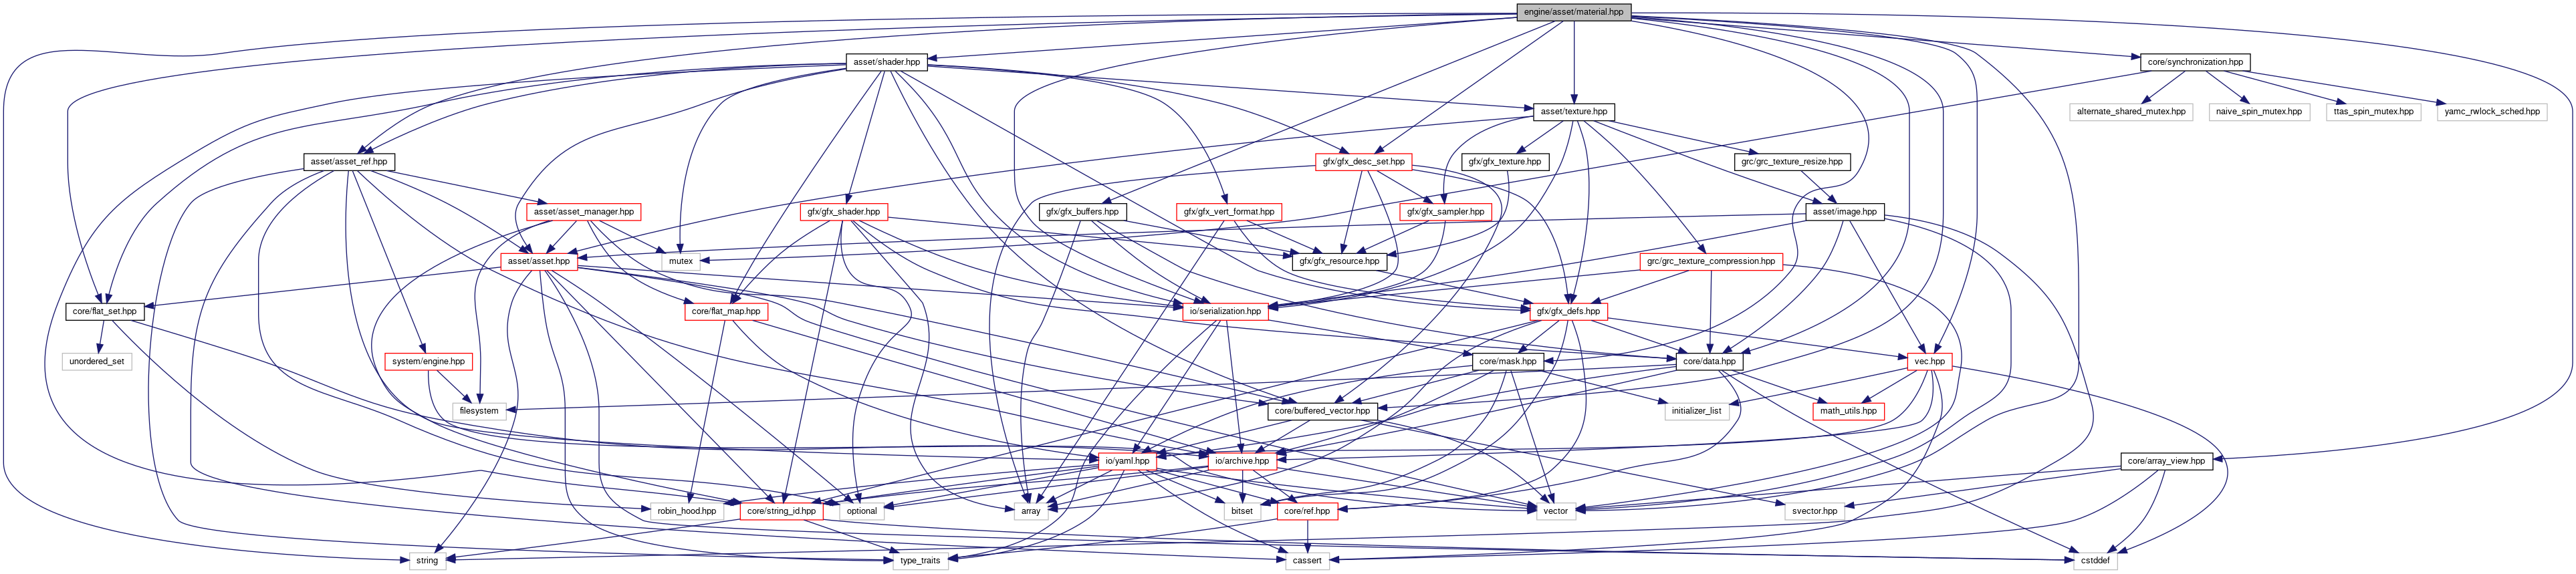 engine/asset/material.hpp
asset/shader.hpp
core/synchronization.hpp
asset/texture.hpp
alternate_shared_mutex.hpp
naive_spin_mutex.hpp
ttas_spin_mutex.hpp
yamc_rwlock_sched.hpp
asset/asset_ref.hpp
gfx/gfx_desc_set.hpp
gfx/gfx_texture.hpp
grc/grc_texture_resize.hpp
asset/asset_manager.hpp
gfx/gfx_shader.hpp
gfx/gfx_buffers.hpp
gfx/gfx_vert_format.hpp
gfx/gfx_sampler.hpp
asset/image.hpp
asset/asset.hpp
mutex
gfx/gfx_resource.hpp
grc/grc_texture_compression.hpp
core/flat_set.hpp
core/flat_map.hpp
io/serialization.hpp
gfx/gfx_defs.hpp
unordered_set
system/engine.hpp
core/mask.hpp
core/data.hpp
vec.hpp
filesystem
core/buffered_vector.hpp
initializer_list
math_utils.hpp
io/yaml.hpp
io/archive.hpp
core/array_view.hpp
robin_hood.hpp
core/string_id.hpp
optional
array
bitset
core/ref.hpp
vector
svector.hpp
string
type_traits
cassert
cstddef